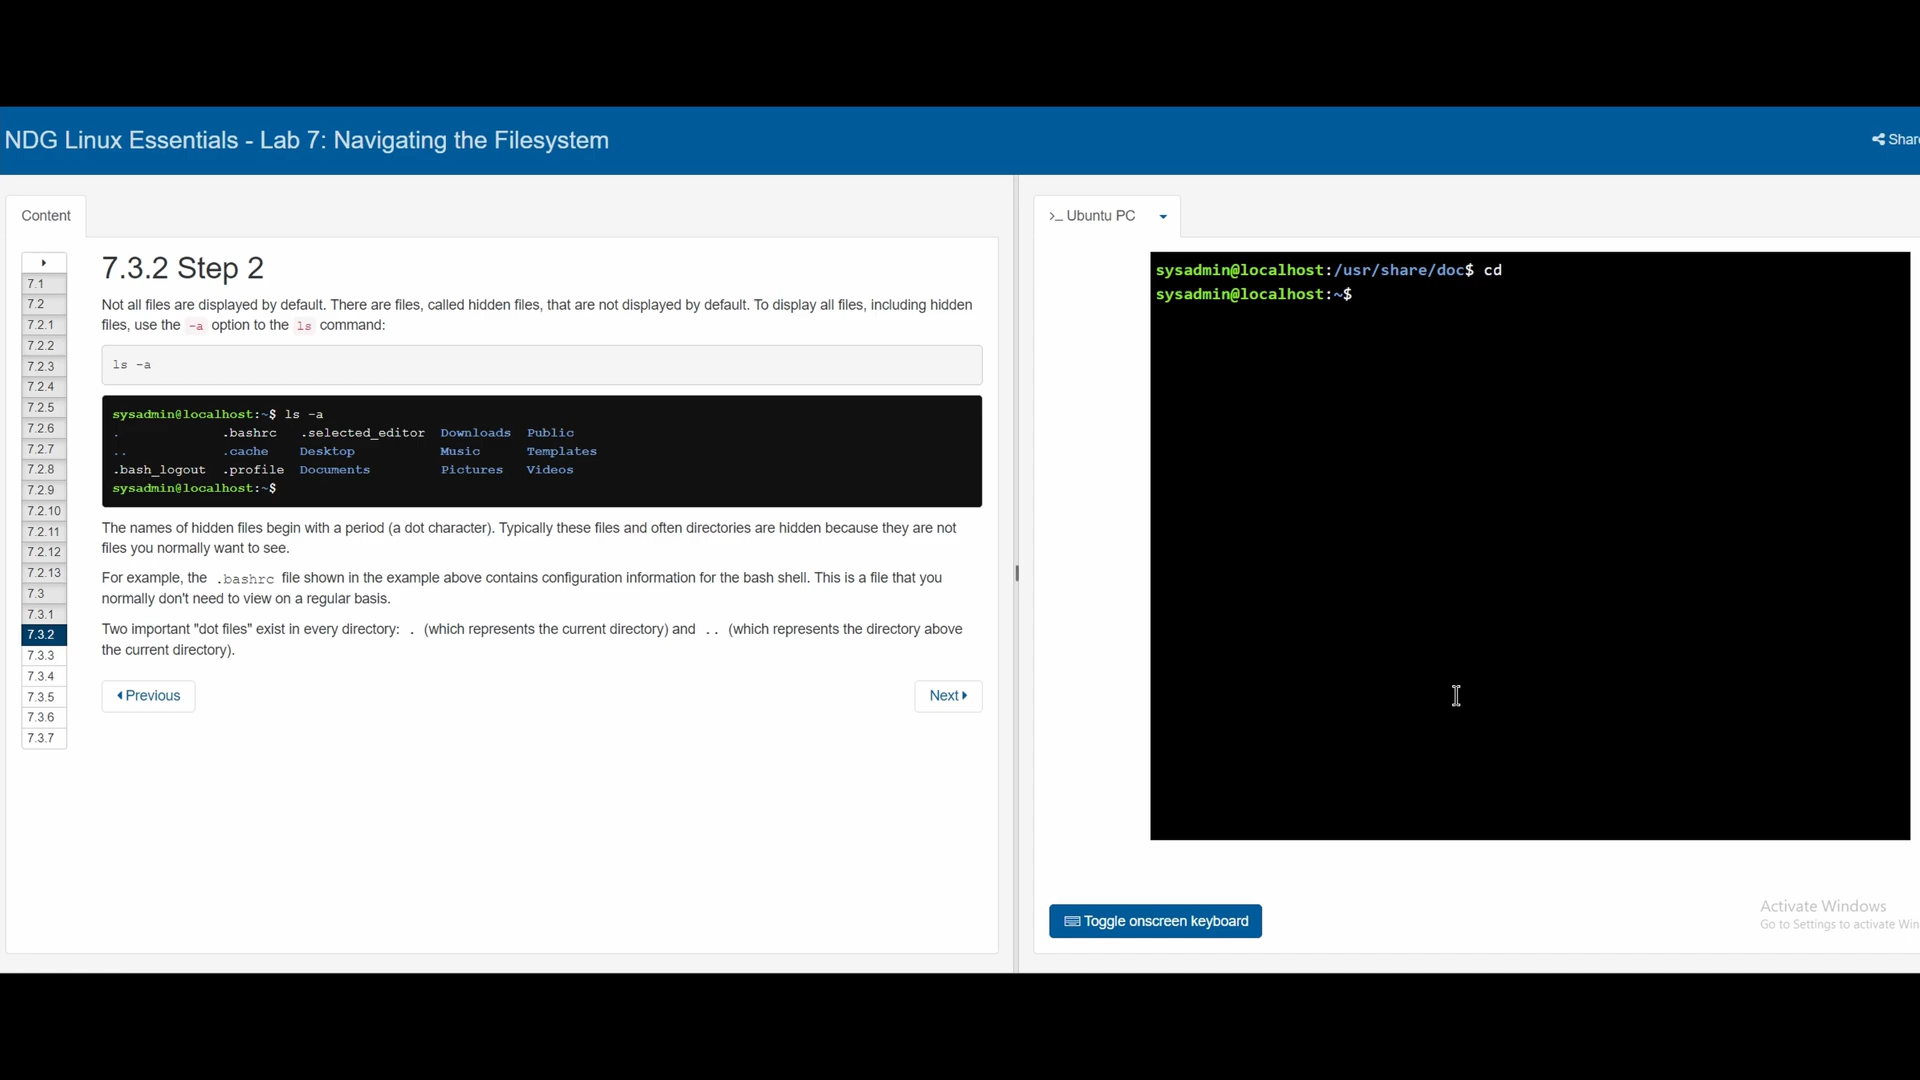 NDG Linux Essentials - Lab 7: Navigating the Filesystem
Share
Content
7.1
7.2
7.2.1
7.2.2
7.2.3
7.2.4
7.2.5
7.2.6
7.2.7
7.2.8
7.2.9
7.2.10
7.2.11
7.2.12
7.2.13
7.3
7.3.1
7.3.2
7.3.3
7.3.4
7.3.5
7.3.6
7.3.7
7.3.2 Step 2
Not all files are displayed by default. There are files, called hidden files, that are not displayed by default. To display all files, including hidden
files, use the -a option to the ls command:
ls -a
sysadmin@localhost:~$ ls -a
. .bashrc .selected_editor Downloads Public
.. .cache Desktop Music Templates
.bash_logout .profile Documents Pictures Videos
sysadmin@localhost:~$
The names of hidden files begin with a period (a dot character). Typically these files and often directories are hidden because they are not
files you normally want to see.
For example, the .bashrc file shown in the example above contains configuration information for the bash shell. This is a file that you
normally don't need to view on a regular basis.
Two important "dot files" exist in every directory: . (which represents the current directory) and .. (which represents the directory above
the current directory).
Previous
Next
>_ Ubuntu PC
sysadmin@localhost:/usr/share/doc$ cd
sysadmin@localhost:~$
Toggle onscreen keyboard
Activate Windows
Go to Settings to activate Win